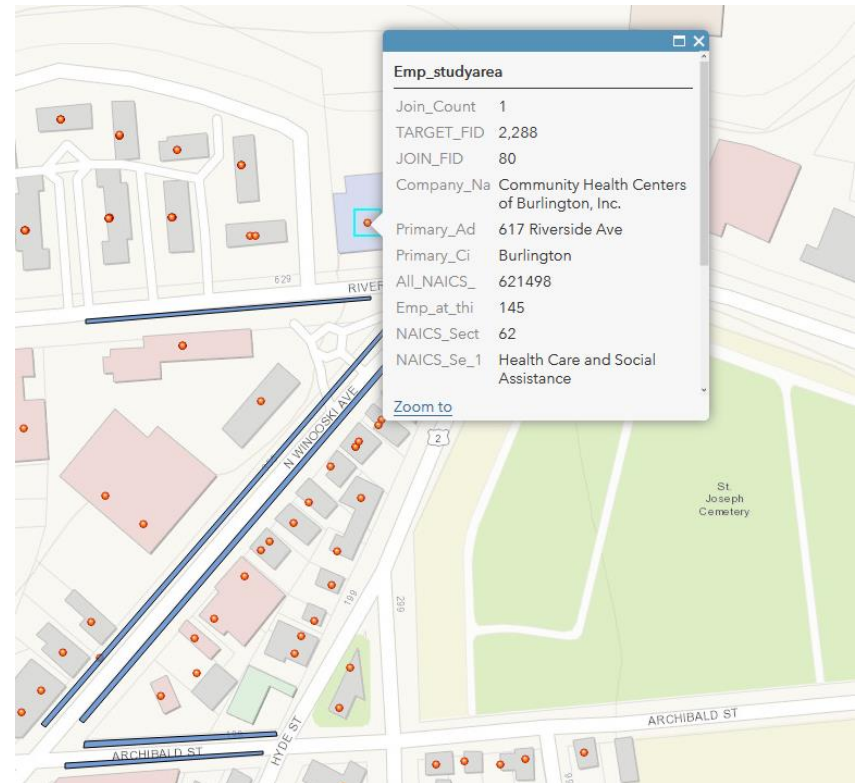 Emp_studyarea
Join_Count 1
TARGET_FID 2,288
JOIN_FID 80
Company_Na Community Health Centers
of Burlington, Inc.
Primary_Ad 617 Riverside Ave
Primary_Ci Burlington
All_NAICS_ 621498
Emp_at_thi 145
NAICS_Sect 62
NAICS_Se_1 Health Care and Social
Assistance
Zoom to
629
RIVER
N WINOOSKI AVE
2
St.
Joseph
Cemetery
199
299
HYDE ST
ARCHIBALD ST
ARCHIBALD ST